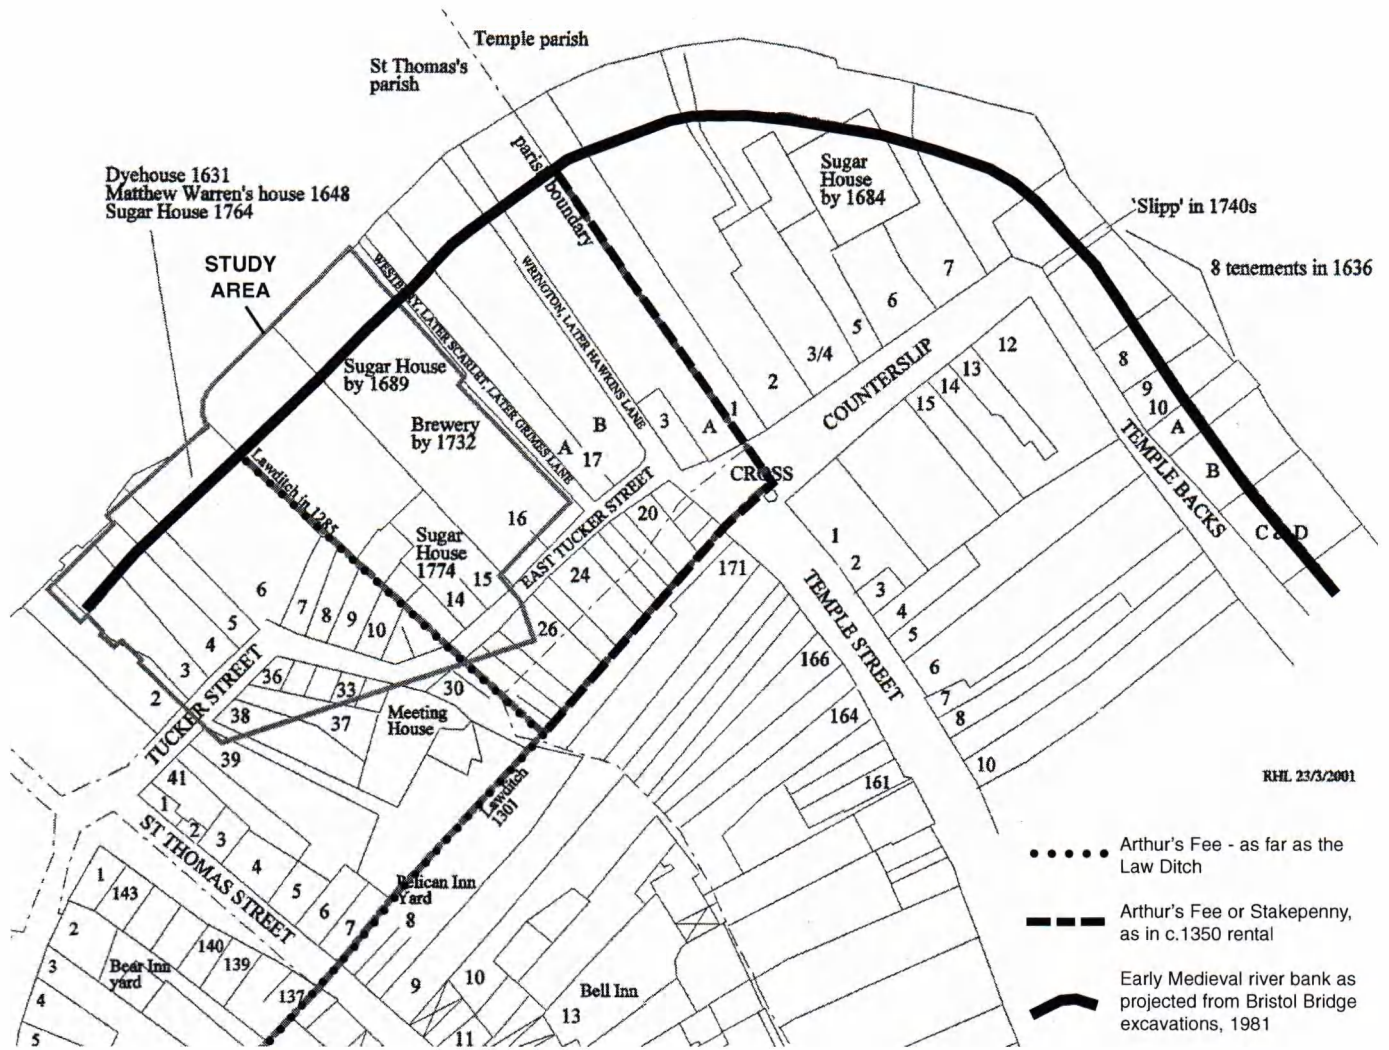 Temple parish
St Thomas's
parish
parish boundary
Dyehouse 1631
Matthew Warren's house 1648
Sugar House 1764
STUDY
AREA
Sugar
House
by 1684
'Slipp' in 1740s
8 tenements in 1636
WESTBURY, LATER SCARLET, LATER GRIMES LANE
WRINGTON, LATER HAWKINS LANE
Sugar House
by 1689
Brewery
by 1732
A
B
17
3
A
1
2
3/4
5
6
7
COUNTERSLIP
12
13
14
15
8
9
10
A
B
C & D
TEMPLE BACKS
CROSS
Lawditch in 1285
16
Sugar
House
1774
15
14
EAST TUCKER STREET
20
24
26
171
1
2
3
4
5
6
7
8
10
TEMPLE STREET
166
164
161
6
7
8
9
10
5
4
3
2
TUCKER STREET
36
33
30
38
37
39
41
Meeting
House
Lawditch
1301
1
2
3
4
5
6
7
8
9
10
11
13
ST THOMAS STREET
Pelican Inn
Yard
Bell Inn
1
143
2
3
4
5
140
139
137
Bear Inn
yard
RHL 23/3/2001
Arthur's Fee - as far as the
Law Ditch
Arthur's Fee or Stakepenny,
as in c.1350 rental
Early Medieval river bank as
projected from Bristol Bridge
excavations, 1981